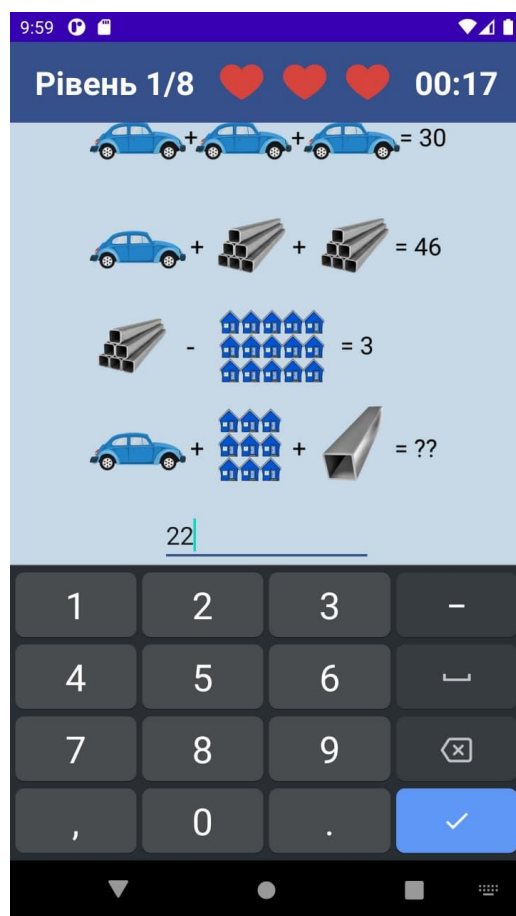 9:59
Рівень 1/8 00:17
+ + = 30
+ + = 46
- = 3
+ + = ??
22
1 2 3 -
4 5 6
7 8 9
, 0 .